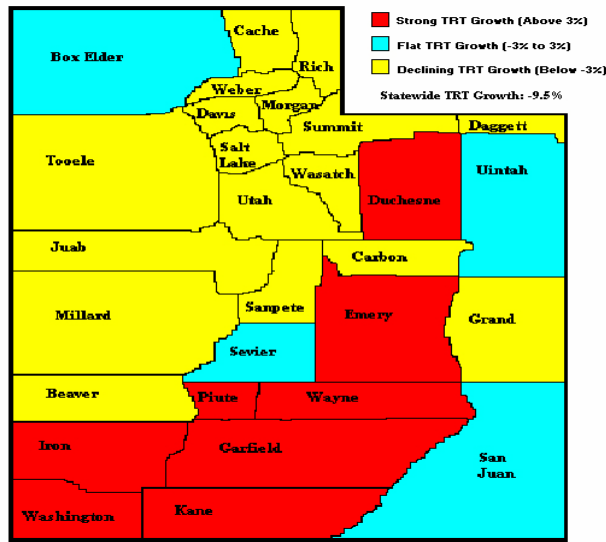 Strong TRT Growth (Above 3%)
Flat TRT Growth (-3% to 3%)
Declining TRT Growth (Below -3%)
Statewide TRT Growth: -9.5%
Cache
Box Elder
Rich
Weber
Morgan
Davis
Summit
Daggett
Salt
Lake
Tooele
Wasatch
Uintah
Utah
Duchesne
Juab
Carbon
Sanpete
Millard
Emery
Grand
Sevier
Beaver
Piute
Wayne
Iron
Garfield
San
Juan
Washington
Kane